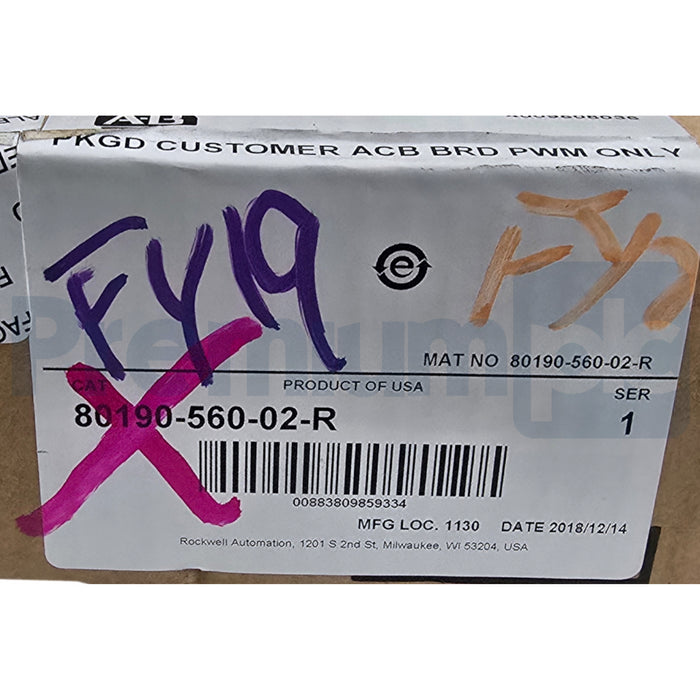 A-B
PKGD CUSTOMER ACB BRD PWM ONLY
FY19
MAT NO 80190-560-02-R
CAT
PRODUCT OF USA
SER
80190-560-02-R
1
00883809859334
MFG LOC. 1130 DATE 2018/12/14
Rockwell Automation, 1201 S 2nd St, Milwaukee, WI 53204, USA